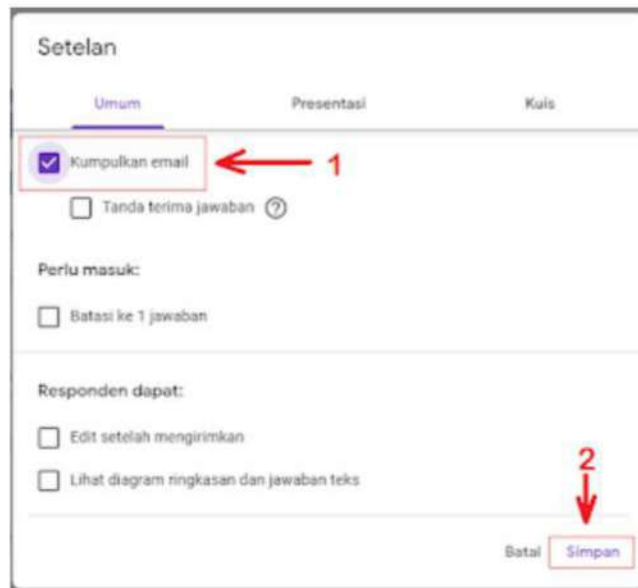 Setelan
Umum Presentasi Kuis
Kumpulkan email 1
Tanda terima jawaban ?
Perlu masuk:
Batasi ke 1 jawaban
Responden dapat:
Edit setelah mengirimkan
Lihat diagram ringkasan dan jawaban teks
2
Batal Simpan